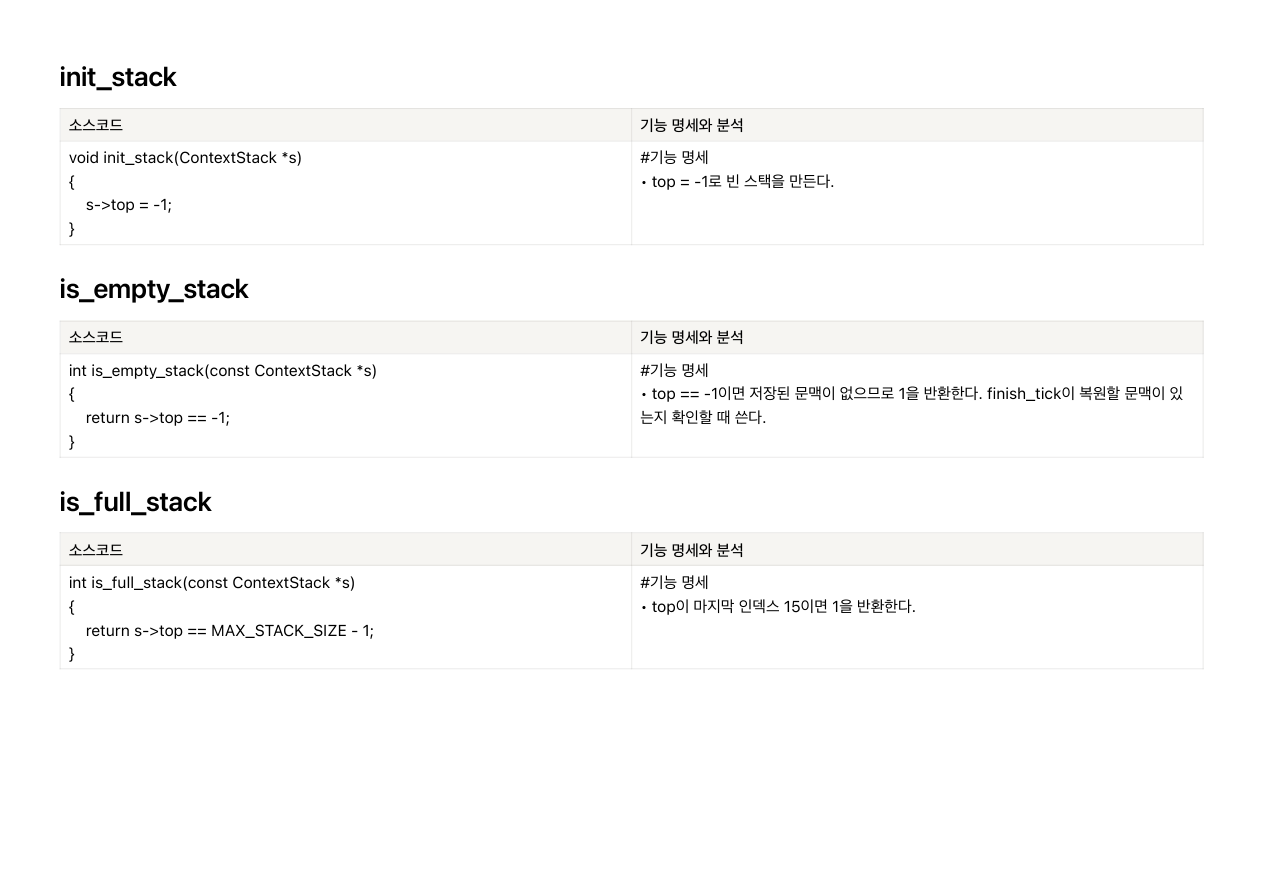 init_stack
소스코드
기능 명세와 분석
void init_stack(ContextStack *s)
{
s->top = -1;
}
#기능 명세
• top = -1로 빈 스택을 만든다.
is_empty_stack
소스코드
기능 명세와 분석
int is_empty_stack(const ContextStack *s)
{
return s->top == -1;
}
#기능 명세
• top == -1이면 저장된 문맥이 없으므로 1을 반환한다. finish_tick이 복원할 문맥이 있
는지 확인할 때 쓴다.
is_full_stack
소스코드
기능 명세와 분석
int is_full_stack(const ContextStack *s)
{
return s->top == MAX_STACK_SIZE - 1;
}
#기능 명세
• top이 마지막 인덱스 15이면 1을 반환한다.